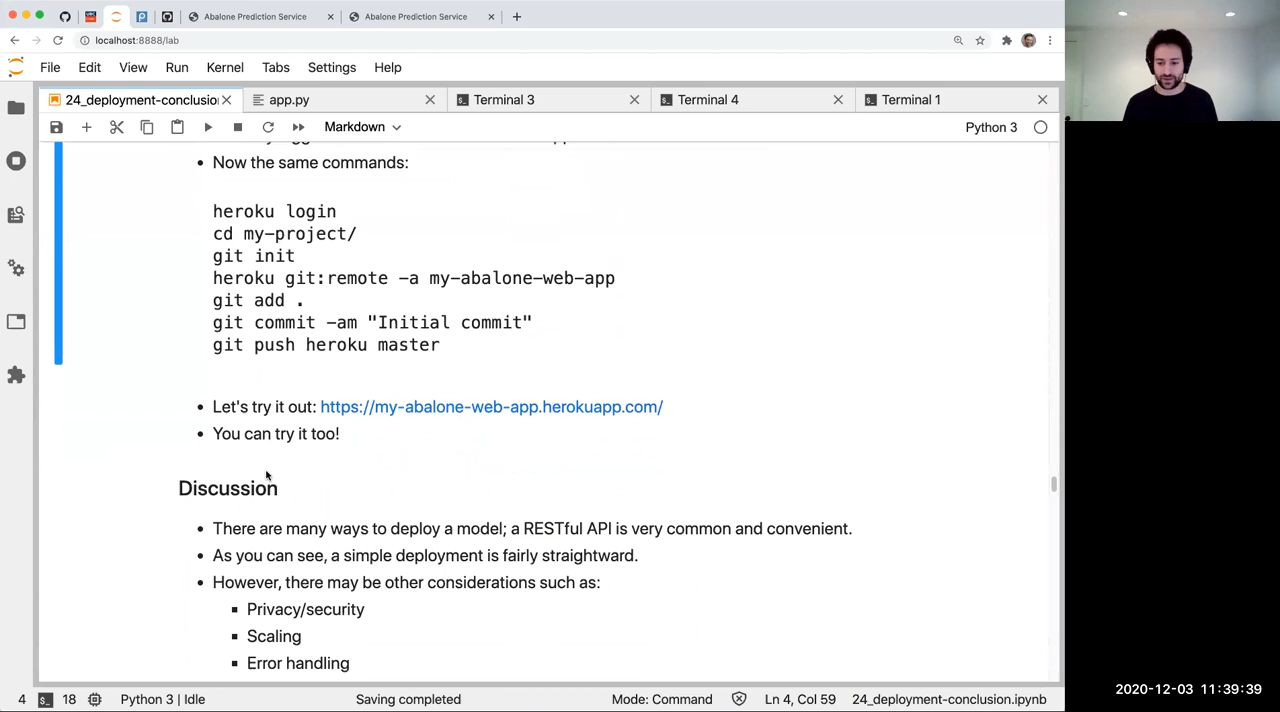 Abalone Prediction Service
Abalone Prediction Service
localhost:8888/lab
File Edit View Run Kernel Tabs Settings Help
24_deployment-conclusio
app.py
Terminal 3
Terminal 4
Terminal 1
Markdown
Python 3
Now the same commands:
heroku login
cd my-project/
git init
heroku git:remote -a my-abalone-web-app
git add .
git commit -am "Initial commit"
git push heroku master
Let's try it out: https://my-abalone-web-app.herokuapp.com/
You can try it too!
Discussion
There are many ways to deploy a model; a RESTful API is very common and convenient.
As you can see, a simple deployment is fairly straightward.
However, there may be other considerations such as:
Privacy/security
Scaling
Error handling
4 18 Python 3 | Idle Saving completed Mode: Command Ln 4, Col 59 24_deployment-conclusion.ipynb
2020-12-03 11:39:39